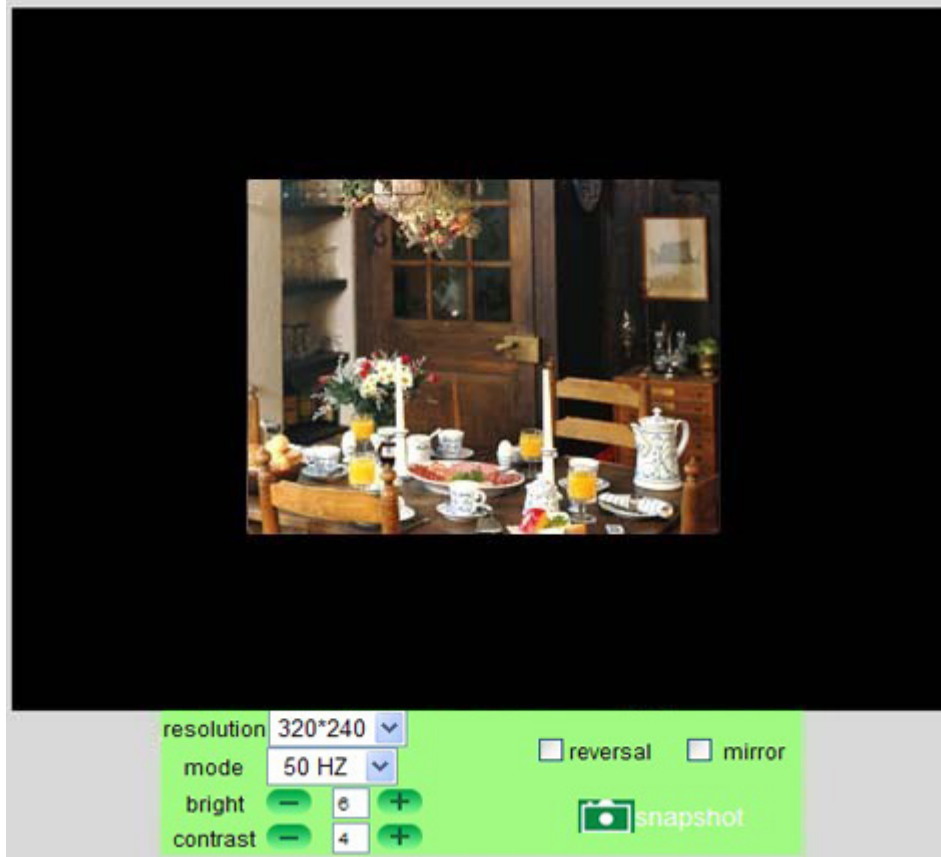 resolution 320*240
reversal mirror
mode 50 HZ
bright 6
snapshot
contrast 4